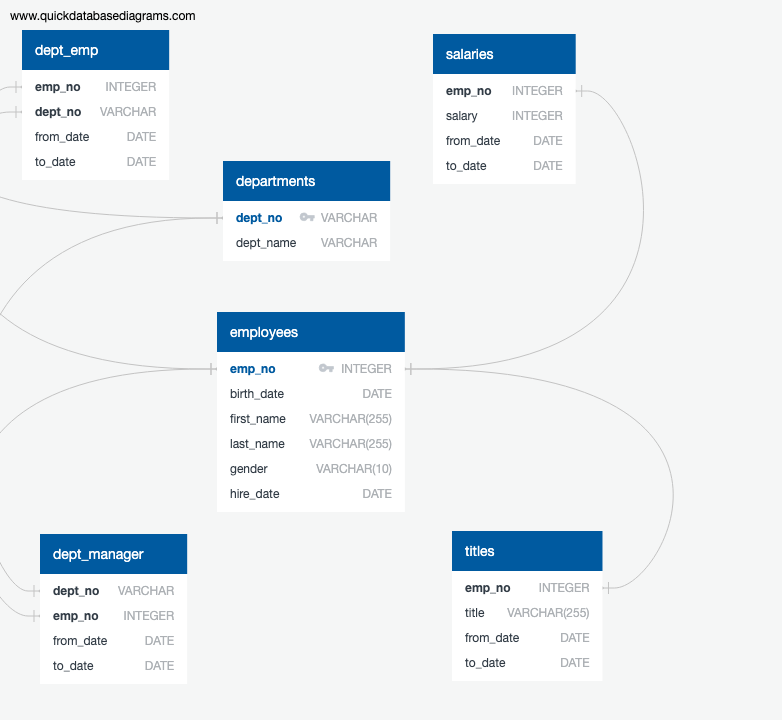 www.quickdatabasediagrams.com
dept_emp
emp_no INTEGER
dept_no VARCHAR
from_date DATE
to_date DATE
salaries
emp_no INTEGER
salary INTEGER
from_date DATE
to_date DATE
departments
dept_no VARCHAR
dept_name VARCHAR
employees
emp_no INTEGER
birth_date DATE
first_name VARCHAR(255)
last_name VARCHAR(255)
gender VARCHAR(10)
hire_date DATE
dept_manager
dept_no VARCHAR
emp_no INTEGER
from_date DATE
to_date DATE
titles
emp_no INTEGER
title VARCHAR(255)
from_date DATE
to_date DATE